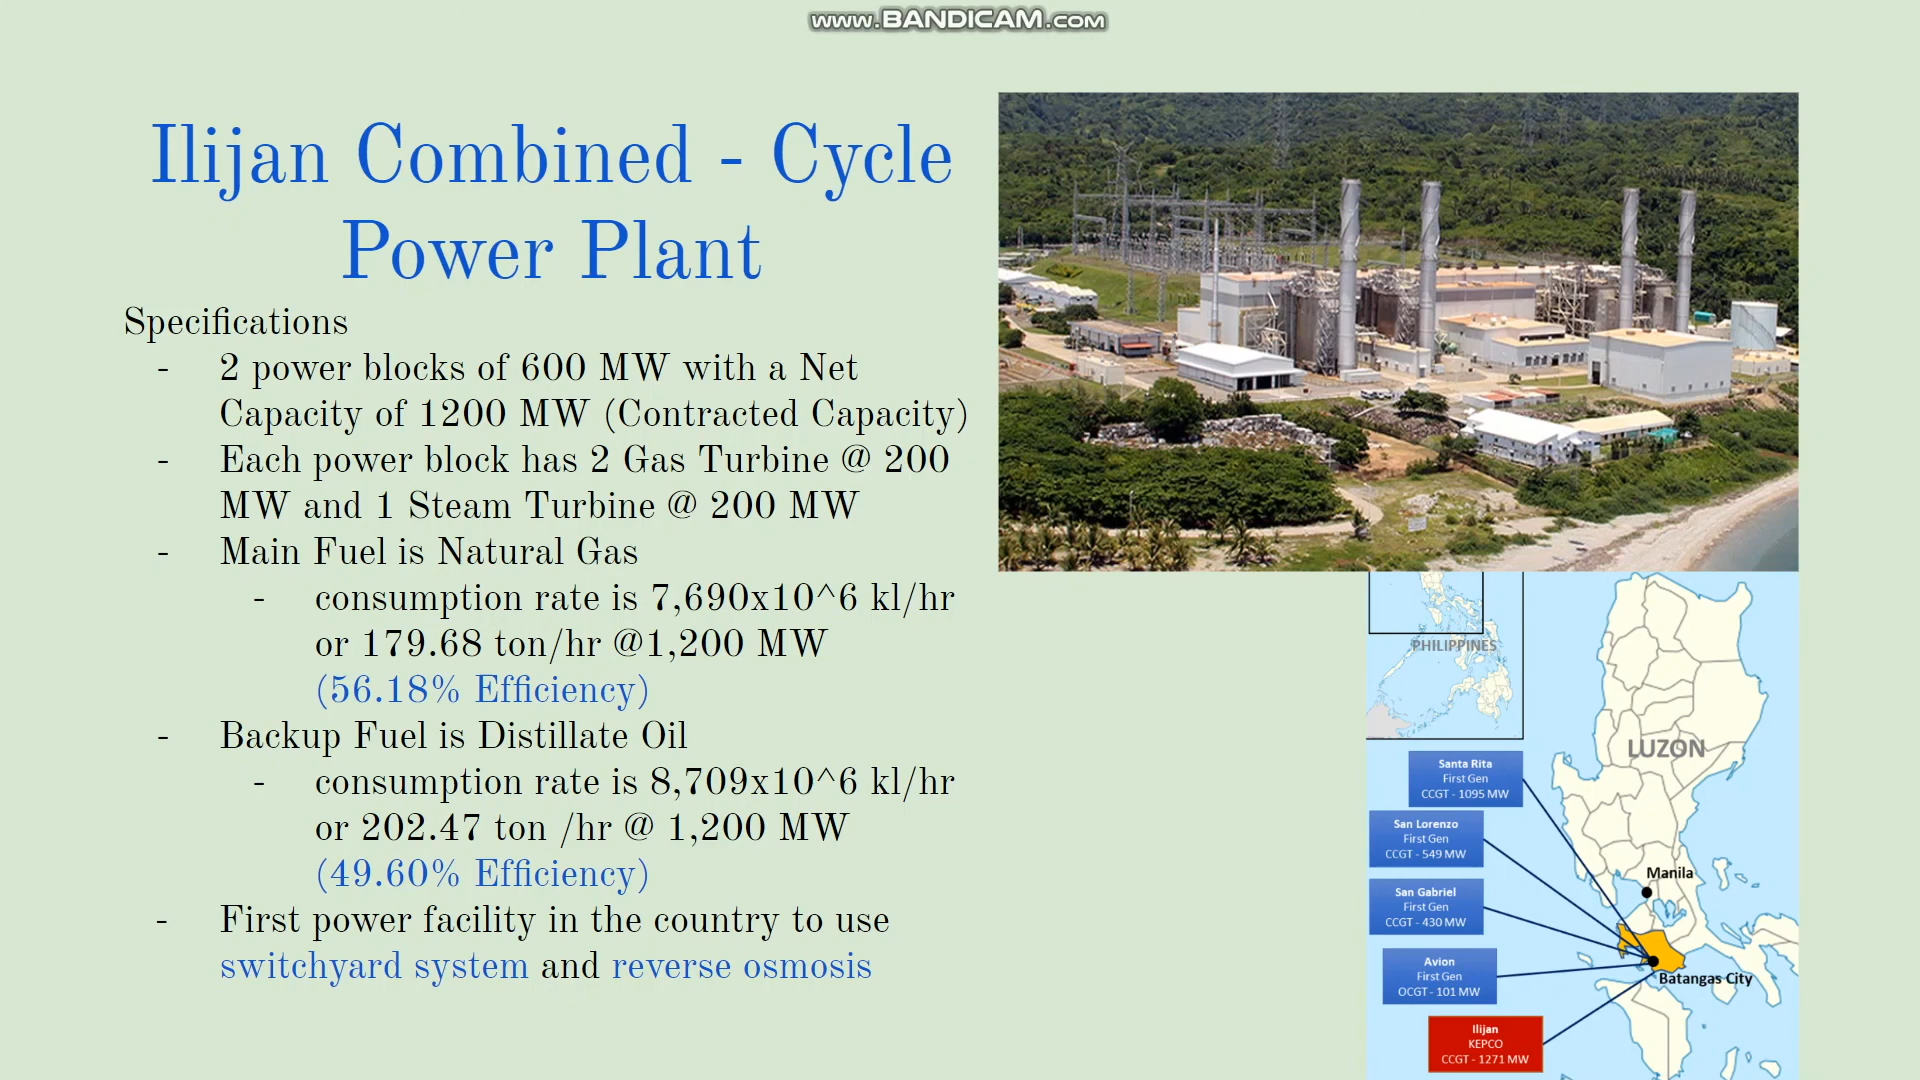 www.BANDICAM.com
Ilijan Combined - Cycle
Power Plant
Specifications
- 2 power blocks of 600 MW with a Net
Capacity of 1200 MW (Contracted Capacity)
- Each power block has 2 Gas Turbine @ 200
MW and 1 Steam Turbine @ 200 MW
- Main Fuel is Natural Gas
- consumption rate is 7,690x10^6 kl/hr
or 179.68 ton/hr @1,200 MW
(56.18% Efficiency)
- Backup Fuel is Distillate Oil
- consumption rate is 8,709x10^6 kl/hr
or 202.47 ton /hr @ 1,200 MW
(49.60% Efficiency)
- First power facility in the country to use
switchyard system and reverse osmosis
PHILIPPINES
LUZON
Santa Rita
First Gen
CCGT - 1095 MW
San Lorenzo
First Gen
CCGT - 549 MW
Manila
San Gabriel
First Gen
CCGT - 430 MW
Avion
First Gen
OCGT - 101 MW
Batangas City
Ilijan
KEPCO
CCGT - 1271 MW